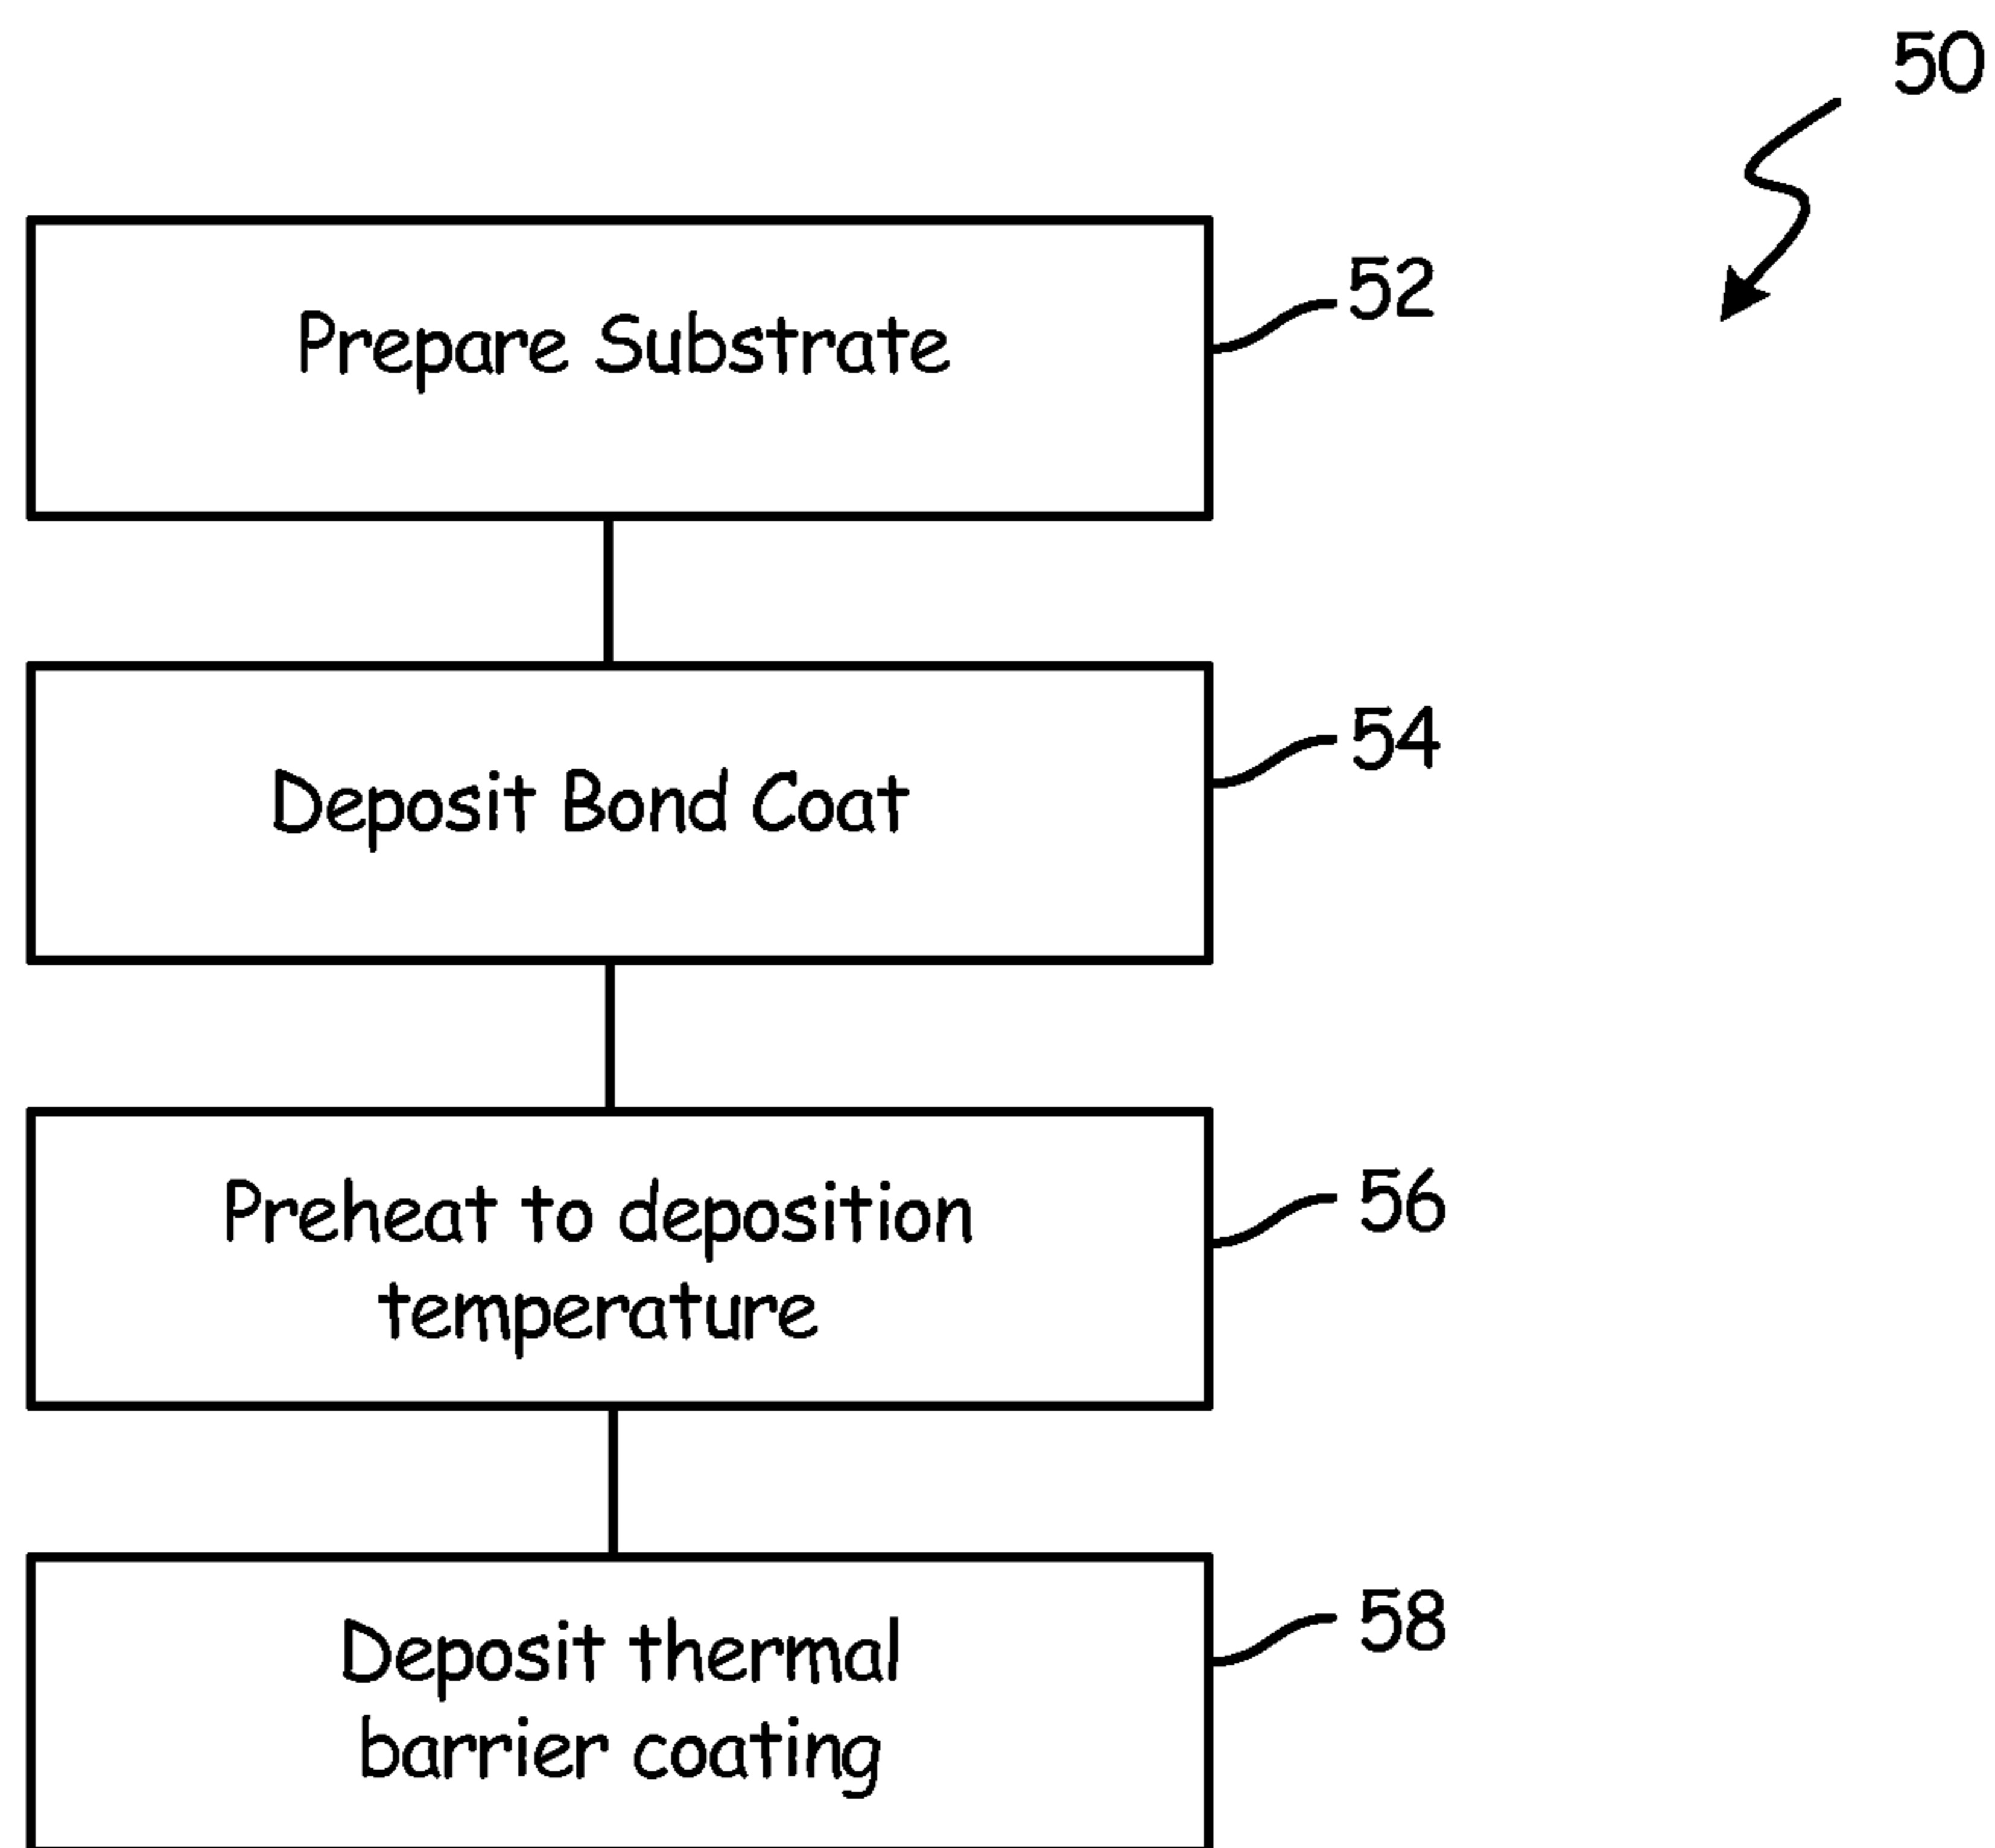 50
Prepare Substrate
52
Deposit Bond Coat
54
Preheat to deposition
temperature
56
Deposit thermal
barrier coating
58